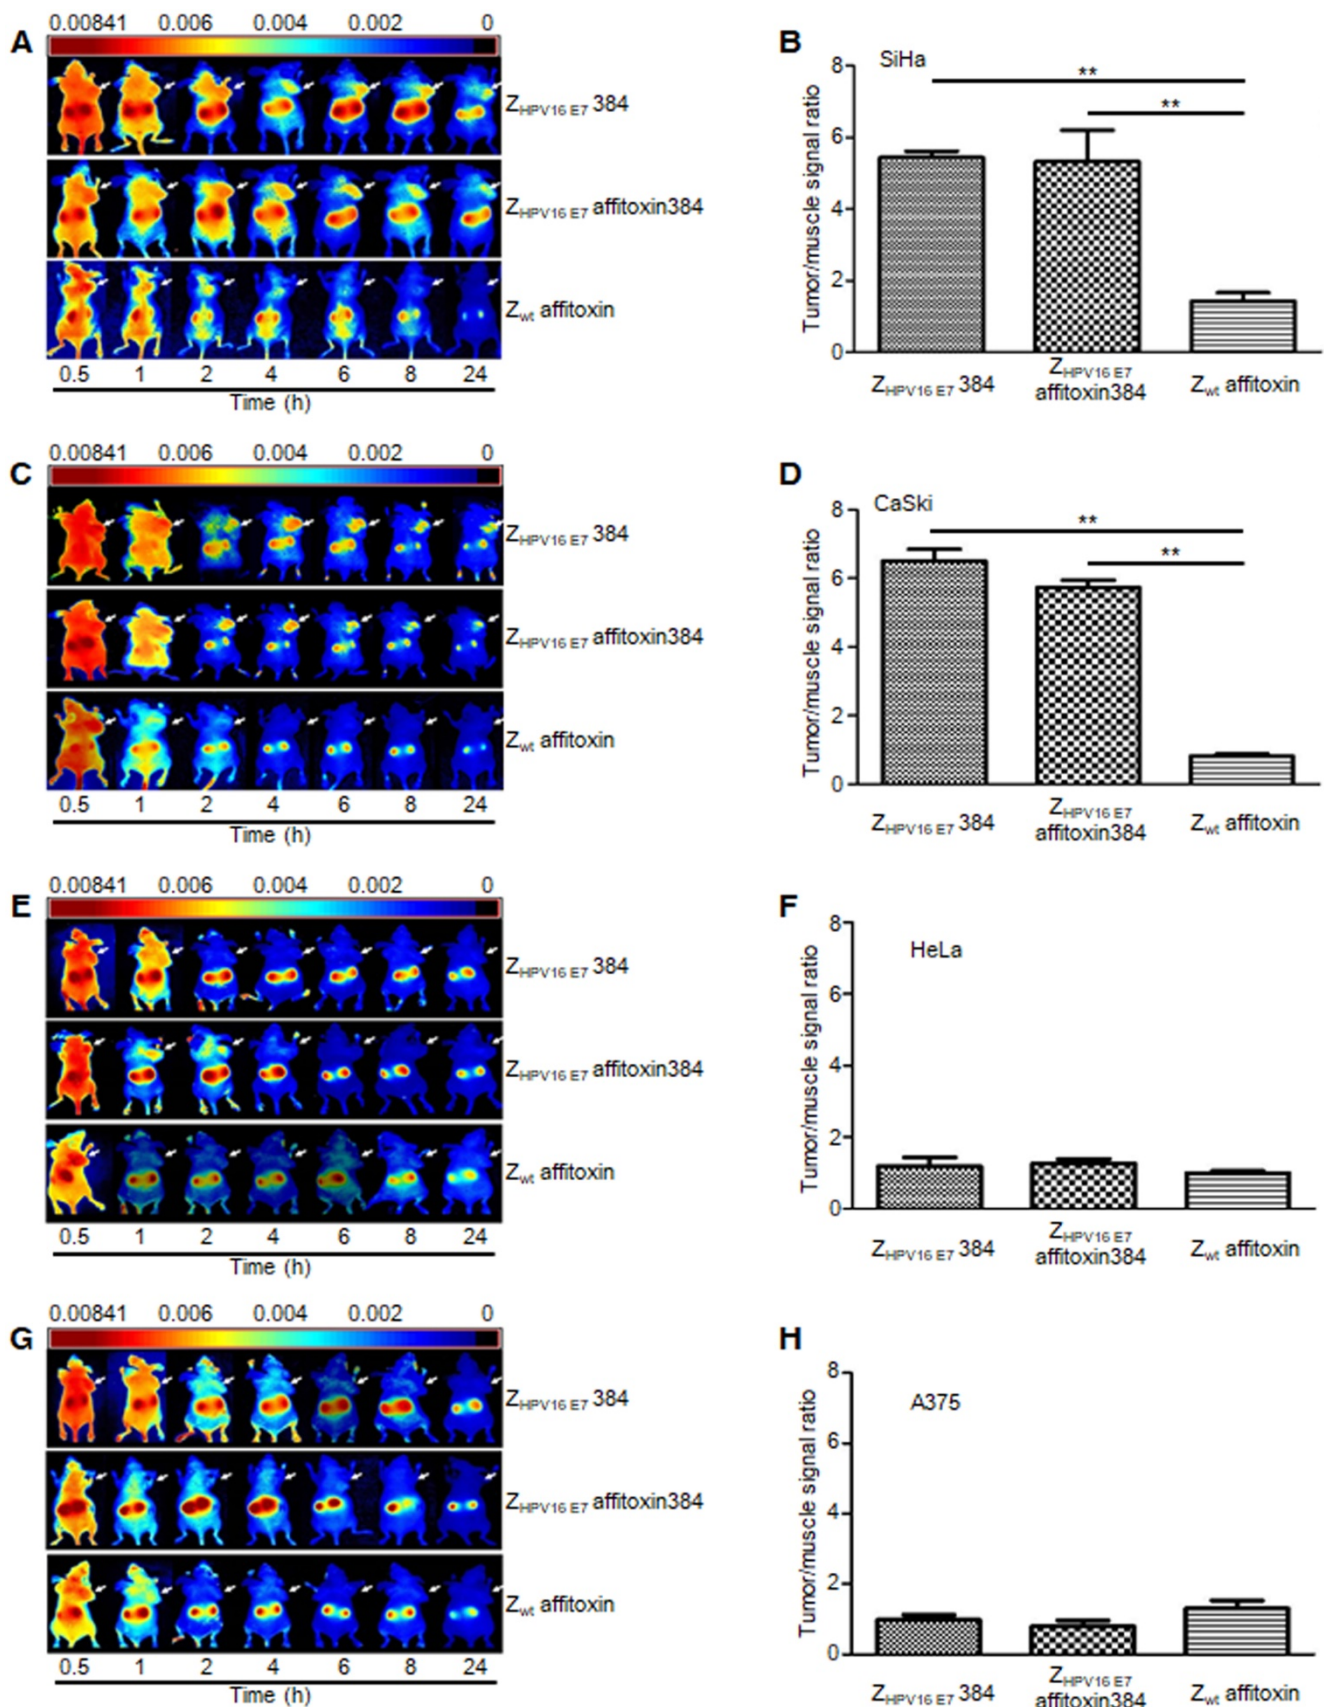 A
0.00841 0.006 0.004 0.002 0
ZHPV16 E7 384
ZHPV16 E7 affitoxin384
Zwt affitoxin
0.5 1 2 4 6 8 24
Time (h)
B
SiHa
**
**
Tumor/muscle signal ratio
8
6
4
2
0
ZHPV16 E7 384
ZHPV16 E7
affitoxin384
Zwt affitoxin
C
0.00841 0.006 0.004 0.002 0
ZHPV16 E7 384
ZHPV16 E7 affitoxin384
Zwt affitoxin
0.5 1 2 4 6 8 24
Time (h)
D
CaSki
**
**
Tumor/muscle signal ratio
8
6
4
2
0
ZHPV16 E7 384
ZHPV16 E7
affitoxin384
Zwt affitoxin
E
0.00841 0.006 0.004 0.002 0
ZHPV16 E7 384
ZHPV16 E7 affitoxin384
Zwt affitoxin
0.5 1 2 4 6 8 24
Time (h)
F
HeLa
Tumor/muscle signal ratio
8
6
4
2
0
ZHPV16 E7 384
ZHPV16 E7
affitoxin384
Zwt affitoxin
G
0.00841 0.006 0.004 0.002 0
ZHPV16 E7 384
ZHPV16 E7 affitoxin384
Zwt affitoxin
0.5 1 2 4 6 8 24
Time (h)
H
A375
Tumor/muscle signal ratio
8
6
4
2
0
ZHPV16 E7 384
ZHPV16 E7
affitoxin384
Zwt affitoxin